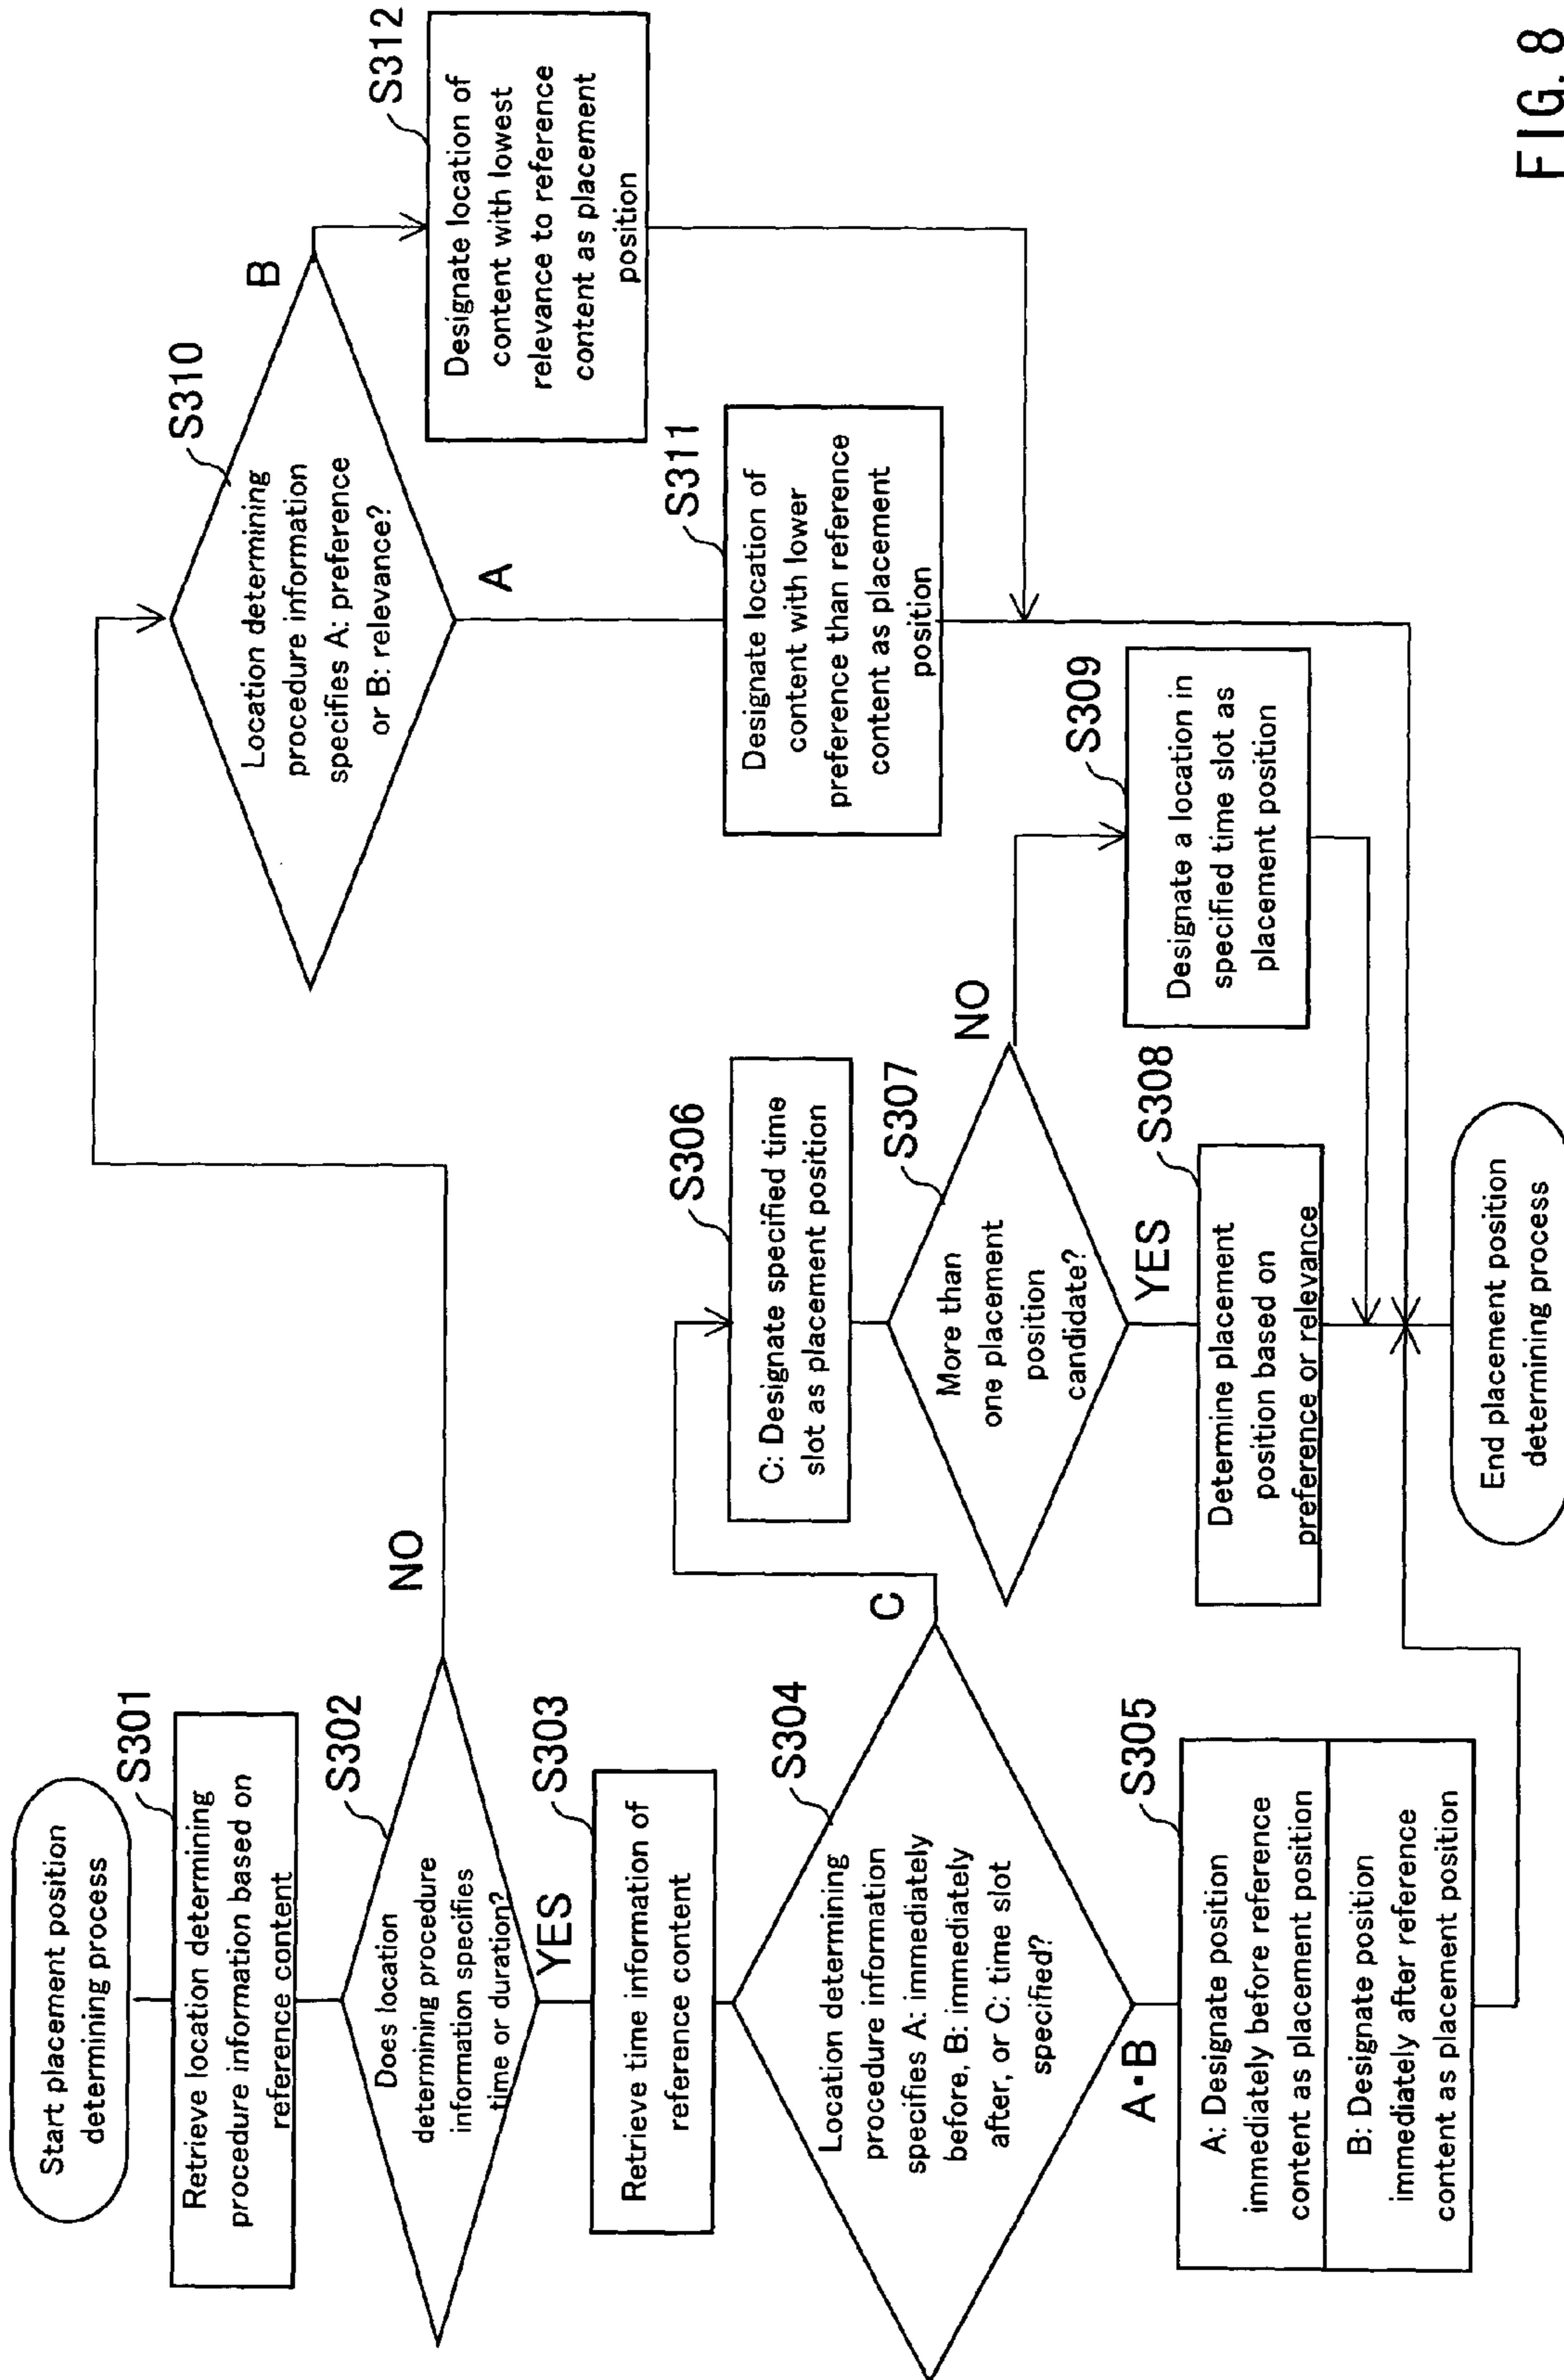 Start placement position
determining process
S301
Retrieve location determining
procedure information based on
reference content
S302
Does location
determining procedure
information specifies
time or duration?
NO
YES
S303
Retrieve time information of
reference content
S304
Location determining
procedure information
specifies A: immediately
before, B: immediately
after, or C: time slot
specified?
C
A・B
S305
A: Designate position
immediately before reference
content as placement position
B: Designate position
immediately after reference
content as placement position
S306
C: Designate specified time
slot as placement position
S307
More than
one placement
position
candidate?
NO
YES
S308
Determine placement
position based on
preference or relevance
S309
Designate a location in
specified time slot as
placement position
S310
Location determining
procedure information
specifies A: preference
or B: relevance?
B
A
S311
Designate location of
content with lower
preference than reference
content as placement
position
S312
Designate location of
content with lowest
relevance to reference
content as placement
position
End placement position
determining process
FIG. 8